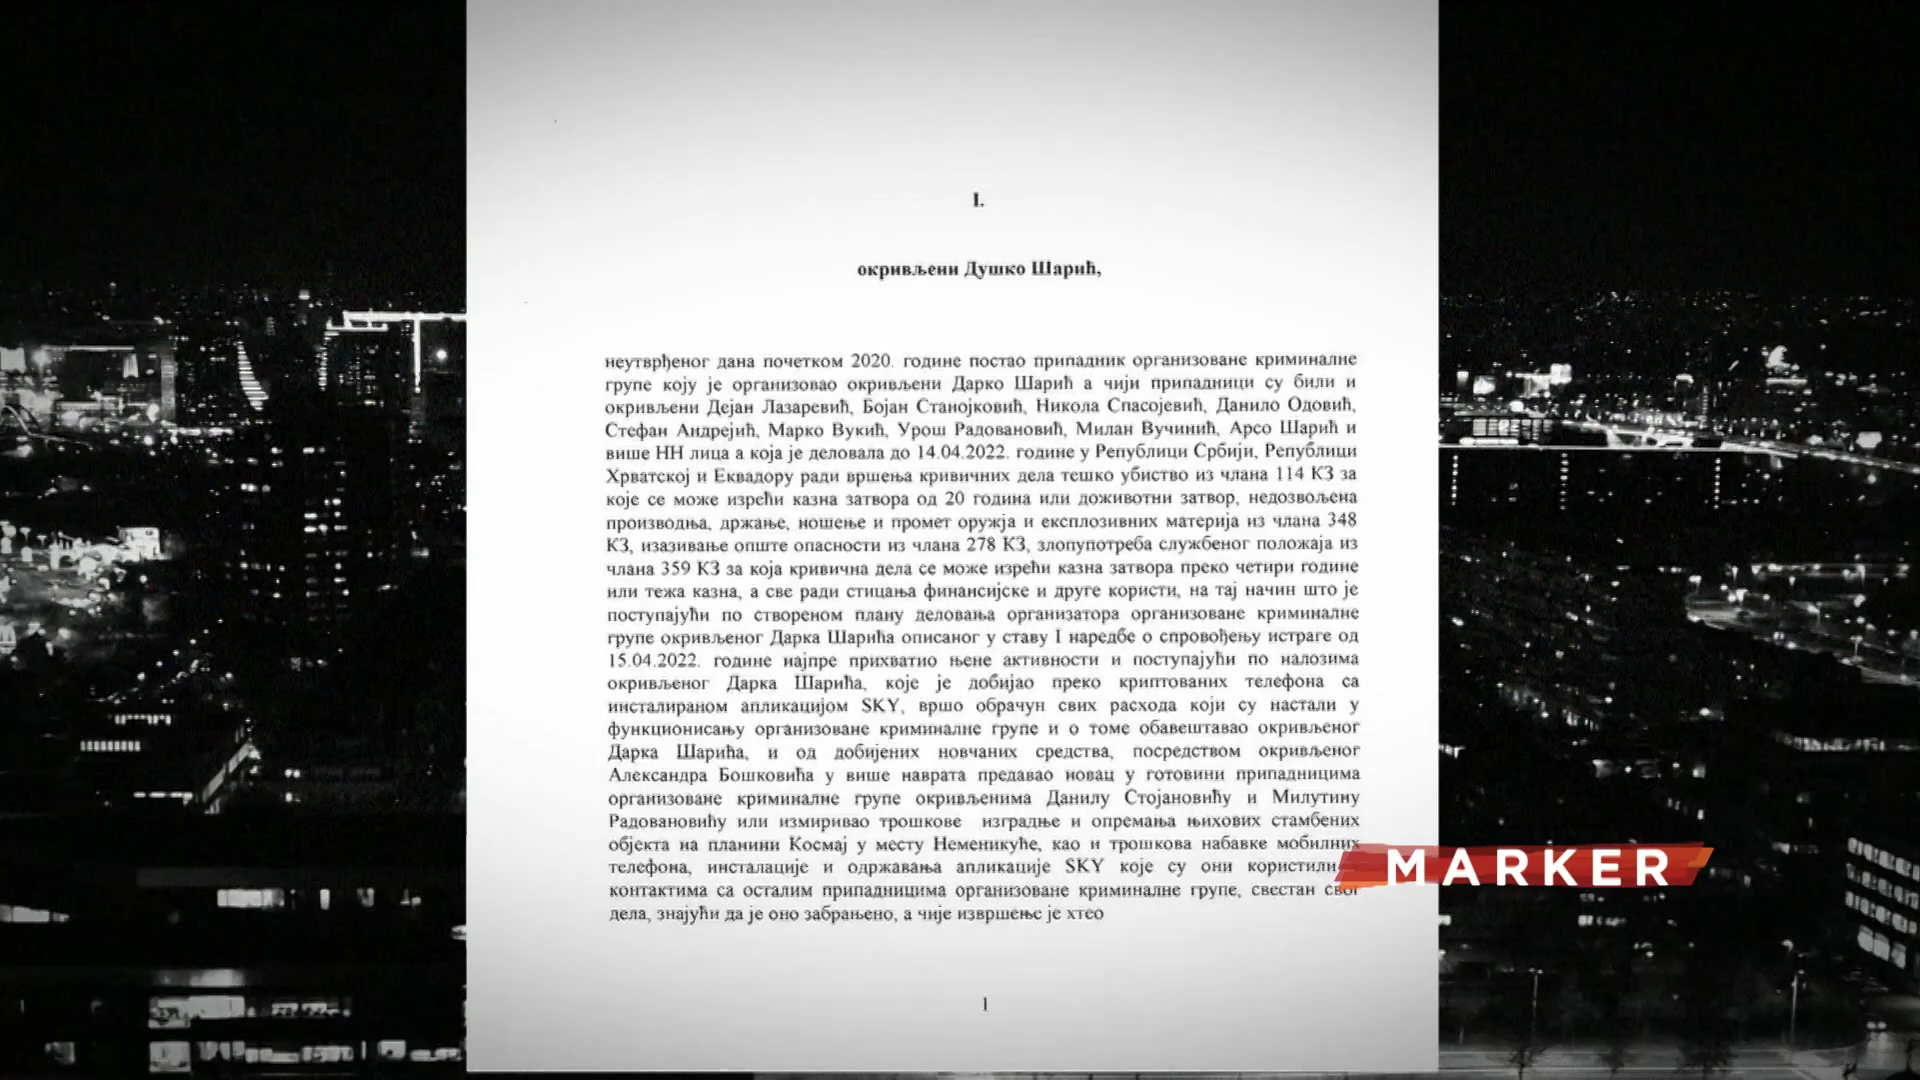 I.
окривљени Душко Шарић,
неутврђеног дана почетком 2020. године постао припадник организоване криминалне
групе коју је организовао окривљени Дарко Шарић а чији припадници су били и
окривљени Дејан Лазаревић, Бојан Станојковић, Никола Спасојевић, Данило Одовић,
Стефан Андрејић, Марко Вукић, Урош Радовановић, Милан Вучинић, Арсо Шарић и
више НН лица а која је деловала до 14.04.2022. године у Републици Србији, Републици
Хрватској и Еквадору ради вршења кривичних дела тешко убиство из члана 114 КЗ за
које се може изрећи казна затвора од 20 година или доживотни затвор, недозвољена
производња, држање, ношење и промет оружја и експлозивних материја из члана 348
КЗ, изазивање опште опасности из члана 278 КЗ, злопупотреба службеног положаја из
члана 359 КЗ за која кривична дела се може изрећи казна затвора преко четири године
или тежа казна, а све ради стицања финансијске и друге користи, на тај начин што је
поступајући по створеном плану деловања организатора организоване криминалне
групе окривљеног Дарка Шарића описаног у ставу I наредбе о спровођењу истраге од
15.04.2022. године најпре прихватио њене активности и поступајући по налозима
окривљеног Дарка Шарића, које је добијао преко криптованих телефона са
инсталираном апликацијом SKY, вршо обрачун свих расхода који су настали у
функционисању организоване криминалне групе и о томе обавештавао окривљеног
Дарка Шарића, и од добијених новчаних средства, посредством окривљеног
Александра Бошковића у више наврата предавао новац у готовини припадницима
организоване криминалне групе окривљенима Данилу Стојановићу и Милутину
Радовановићу или измиривао трошкове изградње и опремања њихових стамбених
објекта на планини Космај у месту Неменикуће, као и трошкова набавке мобилних
телефона, инсталације и одржавања апликације SKY које су они користили
контактима са осталим припадницима организоване криминалне групе, свестан свог
дела, знајући да је оно забрањено, а чије извршење је хтео
MARKER
1